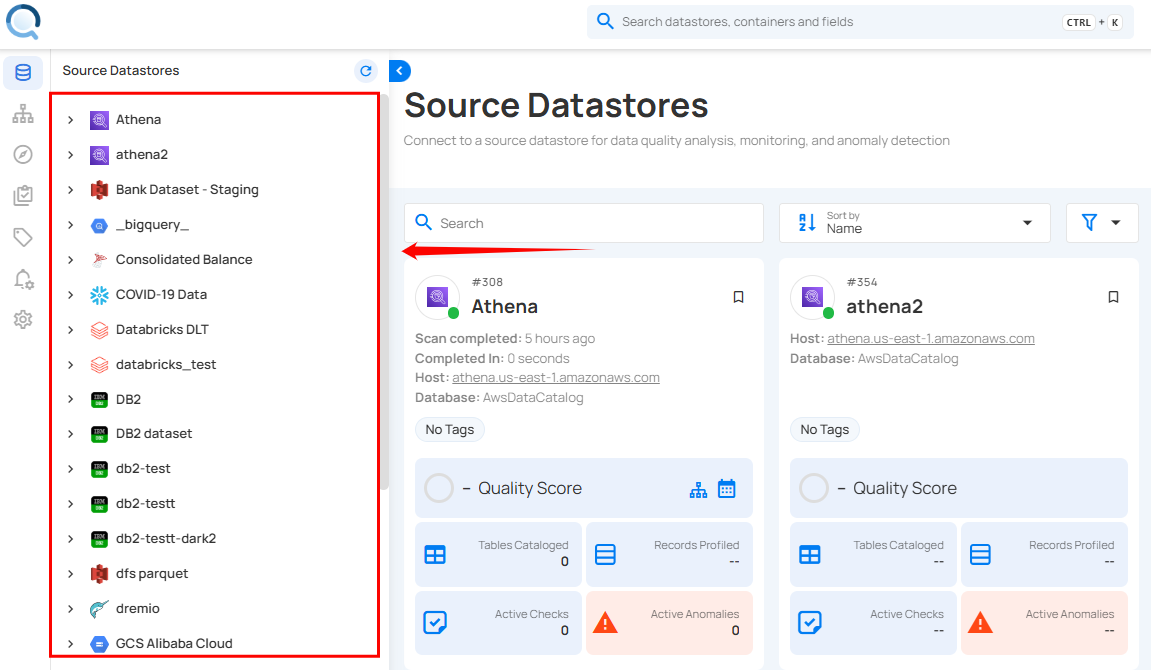 Search datastores, containers and fields
CTRL + K
Source Datastores
Athena
athena2
Bank Dataset - Staging
_bigquery_
Consolidated Balance
COVID-19 Data
Databricks DLT
databricks_test
DB2
DB2 dataset
db2-test
db2-testt
db2-testt-dark2
dfs parquet
dremio
GCS Alibaba Cloud
Source Datastores
Connect to a source datastore for data quality analysis, monitoring, and anomaly detection
Search
Sort by
Name
#308
Athena
Scan completed: 5 hours ago
Completed In: 0 seconds
Host: athena.us-east-1.amazonaws.com
Database: AwsDataCatalog
No Tags
– Quality Score
Tables Cataloged
0
Records Profiled
--
Active Checks
0
Active Anomalies
0
#354
athena2
Host: athena.us-east-1.amazonaws.com
Database: AwsDataCatalog
No Tags
– Quality Score
Tables Cataloged
--
Records Profiled
--
Active Checks
--
Active Anomalies
--